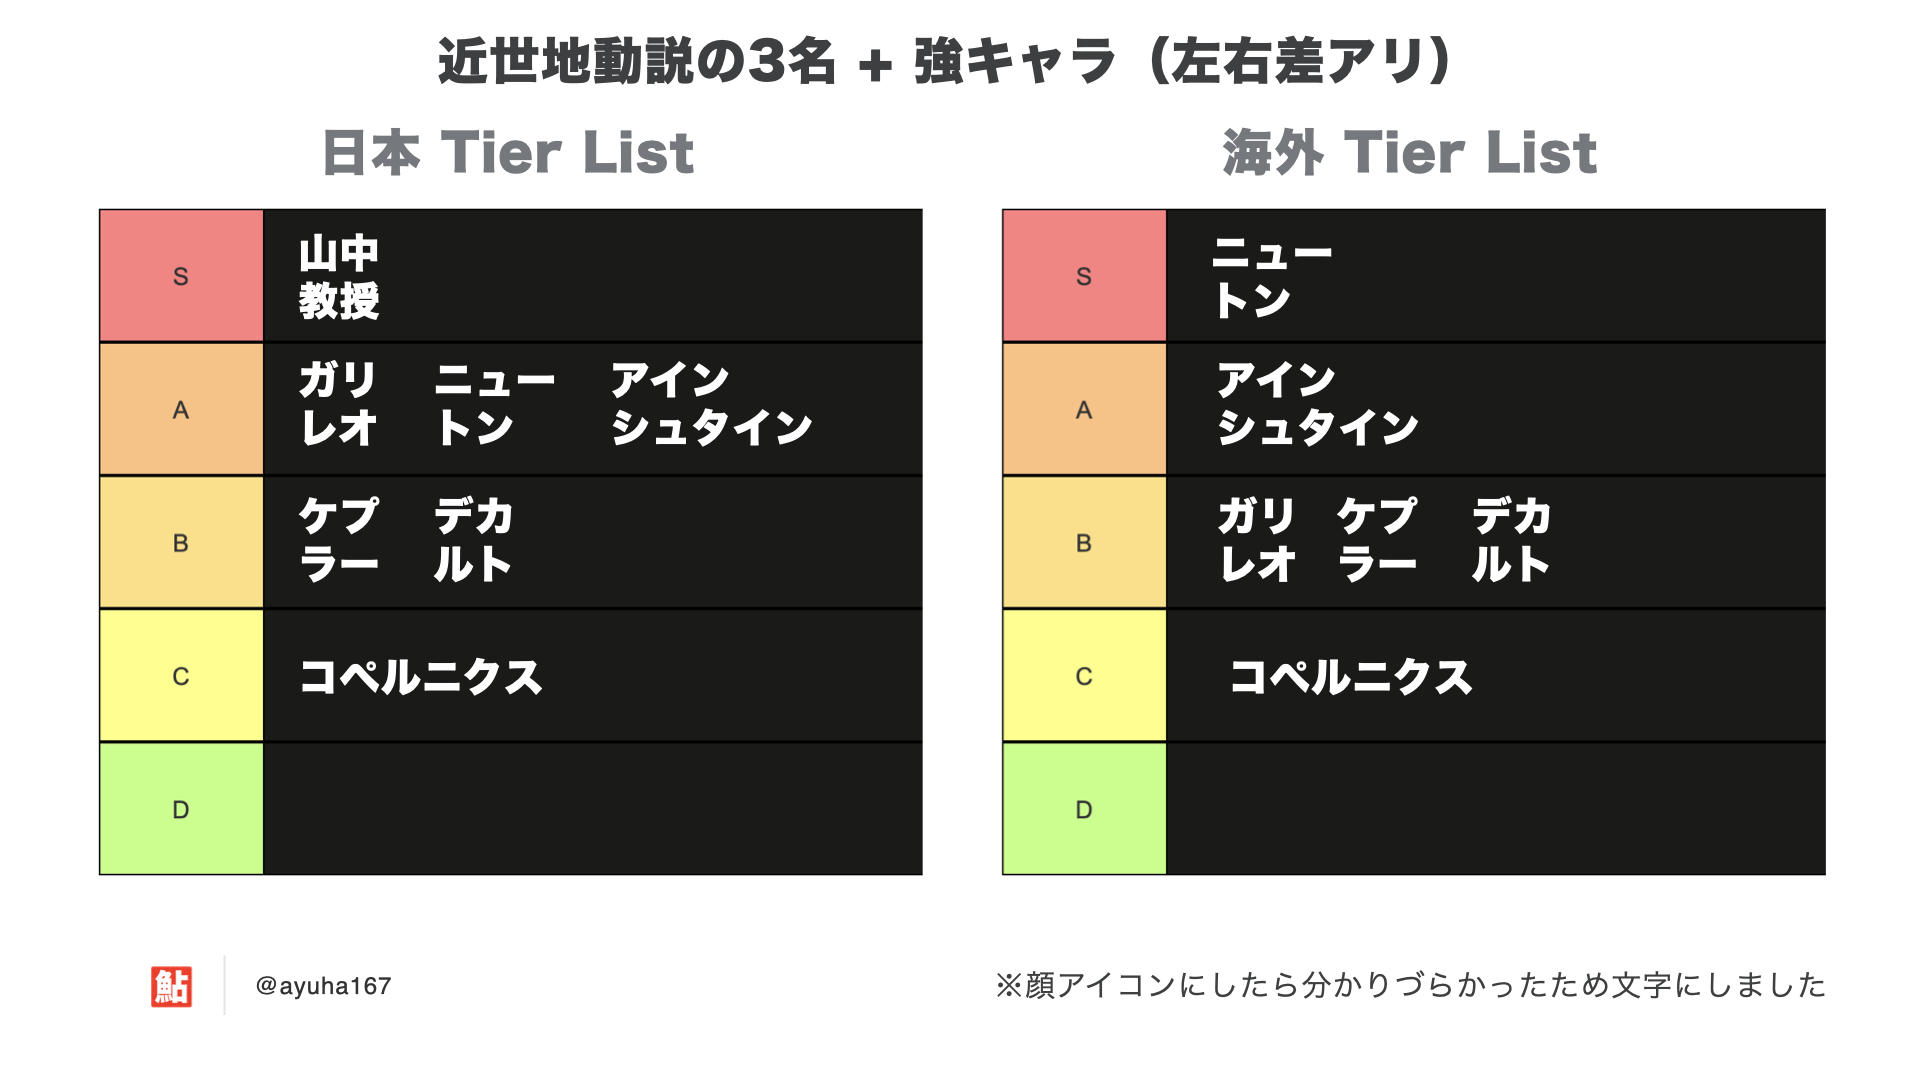 近世地動説の3名 + 強キャラ（左右差アリ）
日本 Tier List
S
山中
教授
A
ガリ ニュー アイン
レオ トン シュタイン
B
ケプ デカ
ラー ルト
C
コペルニクス
D
海外 Tier List
S
ニュー
トン
A
アイン
シュタイン
B
ガリ ケプ デカ
レオ ラー ルト
C
コペルニクス
D
鮎
@ayuha167
※顔アイコンにしたら分かりづらかったため文字にしました